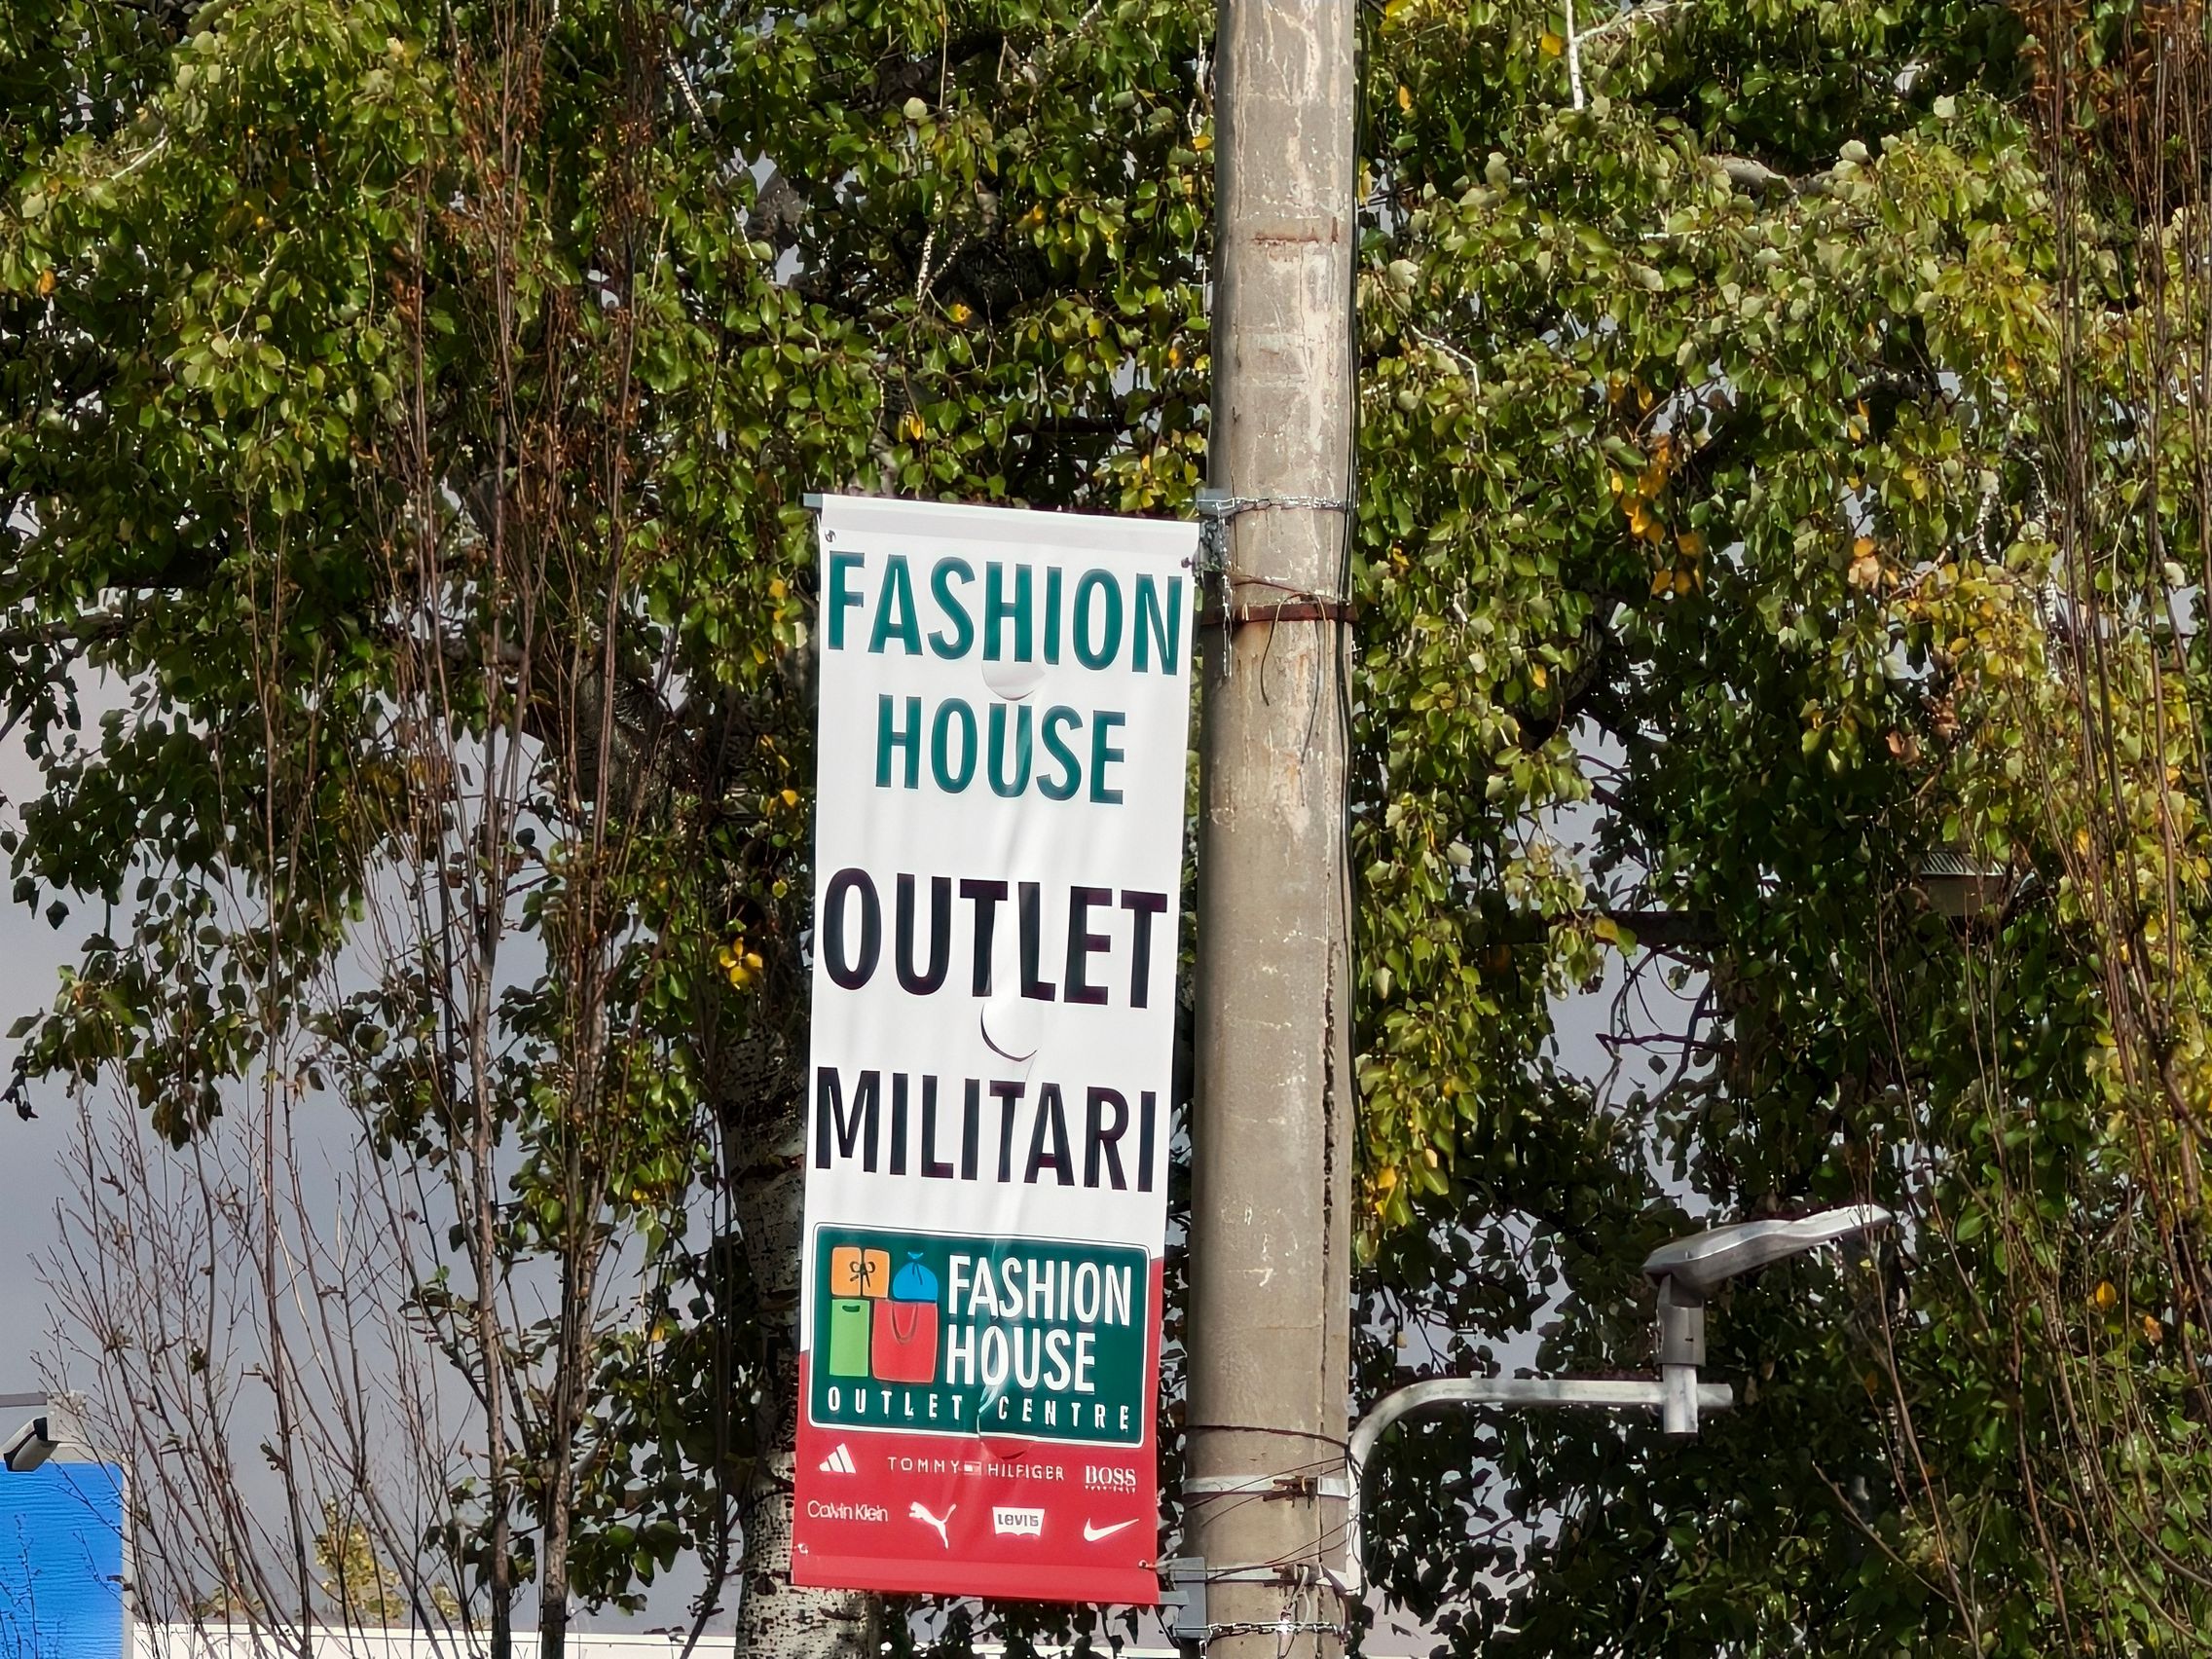 FASHION
HOUSE
OUTLET
MILITARI
FASHION
HOUSE
OUTLET CENTRE
TOMMY HILFIGER BOSS
Calvin Klein LEVI'S